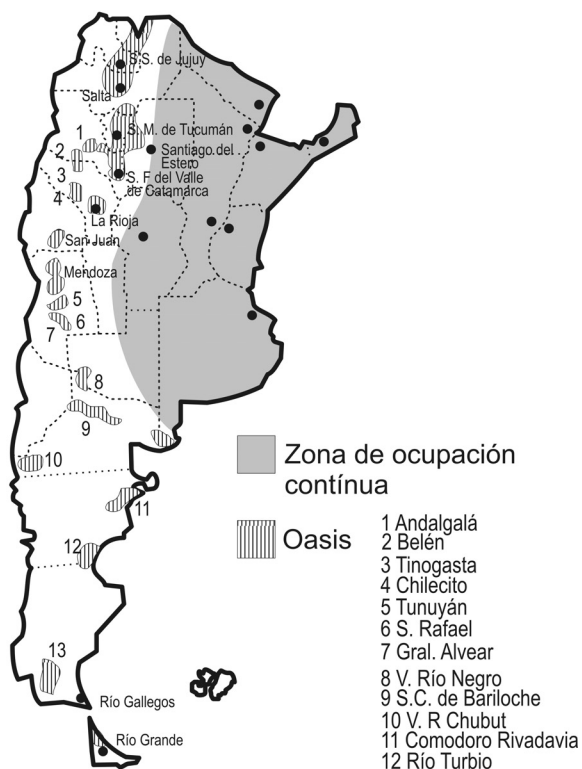 S.S. de Jujuy
Salta
1
S. M. de Tucumán
2
Santiago del
Estero
3
S. F del Valle
de Catamarca
4
La Rioja
San Juan
Mendoza
5
6
7
8
9
10
11
12
13
Río Gallegos
Río Grande
Zona de ocupación
contínua
Oasis
1 Andalgalá
2 Belén
3 Tinogasta
4 Chilecito
5 Tunuyán
6 S. Rafael
7 Gral. Alvear
8 V. Río Negro
9 S.C. de Bariloche
10 V. R Chubut
11 Comodoro Rivadavia
12 Río Turbio